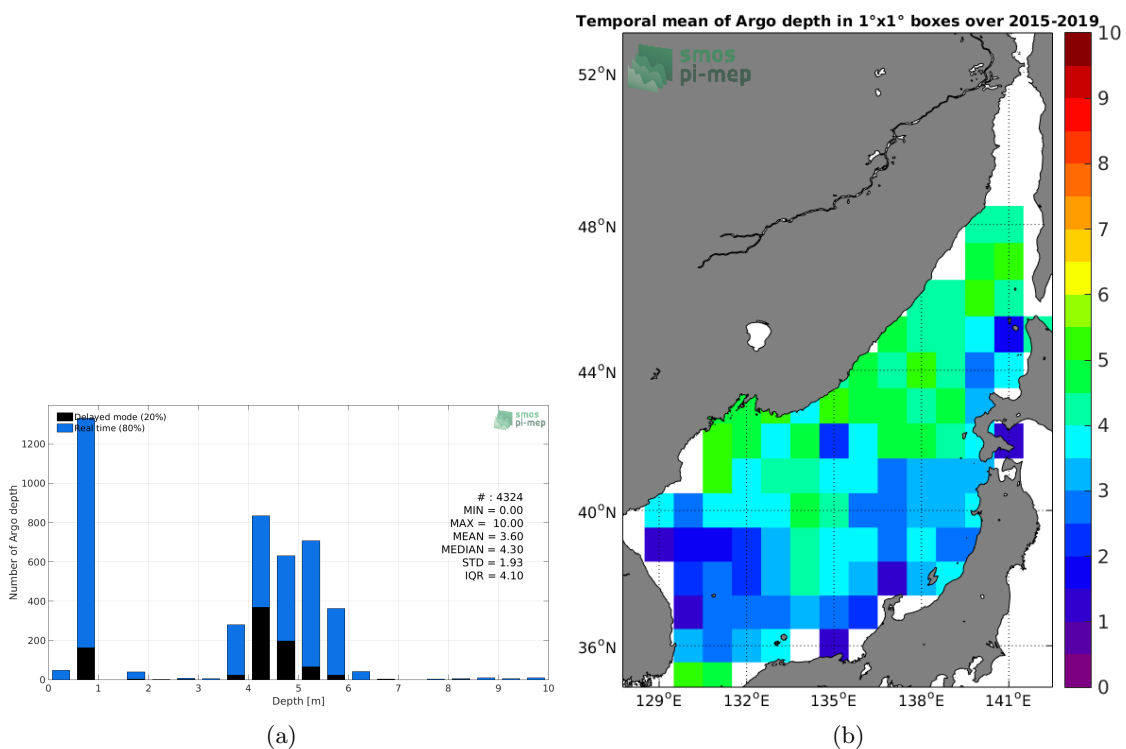 Temporal mean of Argo depth in 1°x1° boxes over 2015-2019
smos
pi-mep
52°N
48°N
44°N
40°N
36°N
129°E
132°E
135°E
138°E
141°E
10
9
8
7
6
5
4
3
2
1
0
Delayed mode (20%)
Real time (80%)
smos
pi-mep
# : 4324
MIN = 0.00
MAX = 10.00
MEAN = 3.60
MEDIAN = 4.30
STD = 1.93
IQR = 4.10
Number of Argo depth
1200
1000
800
600
400
200
0
0 1 2 3 4 5 6 7 8 9 10
Depth [m]
(a)
(b)